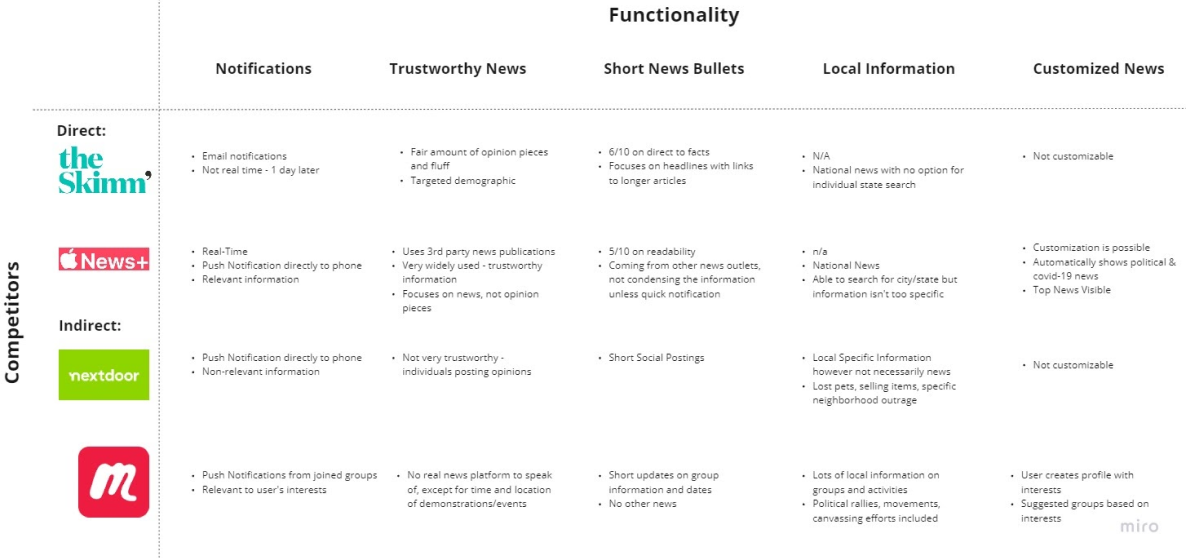 Functionality
Notifications
Trustworthy News
Short News Bullets
Local Information
Customized News
Competitors
Direct:
the
Skimm'
• Email notifications
• Not real time - 1 day later
• Fair amount of opinion pieces
and fluff
• Targeted demographic
• 6/10 on direct to facts
• Focuses on headlines with links
to longer articles
• N/A
• National news with no option for
individual state search
• Not customizable
News+
• Real-Time
• Push Notification directly to phone
• Relevant information
• Uses 3rd party news publications
• Very widely used - trustworthy
information
• Focuses on news, not opinion
pieces
• 5/10 on readability
• Coming from other news outlets,
not condensing the information
unless quick notification
• n/a
• National News
• Able to search for city/state but
information isn't too specific
• Customization is possible
• Automatically shows political &
covid-19 news
• Top News Visible
Indirect:
nextdoor
• Push Notification directly to phone
• Non-relevant information
• Not very trustworthy -
individuals posting opinions
• Short Social Postings
• Local Specific Information
however not necessarily news
• Lost pets, selling items, specific
neighborhood outrage
• Not customizable
m
• Push Notifications from joined groups
• Relevant to user's interests
• No real news platform to speak
of, except for time and location
of demonstrations/events
• Short updates on group
information and dates
• No other news
• Lots of local information on
groups and activities
• Political rallies, movements,
canvassing efforts included
• User creates profile with
interests
• Suggested groups based on
interests
miro